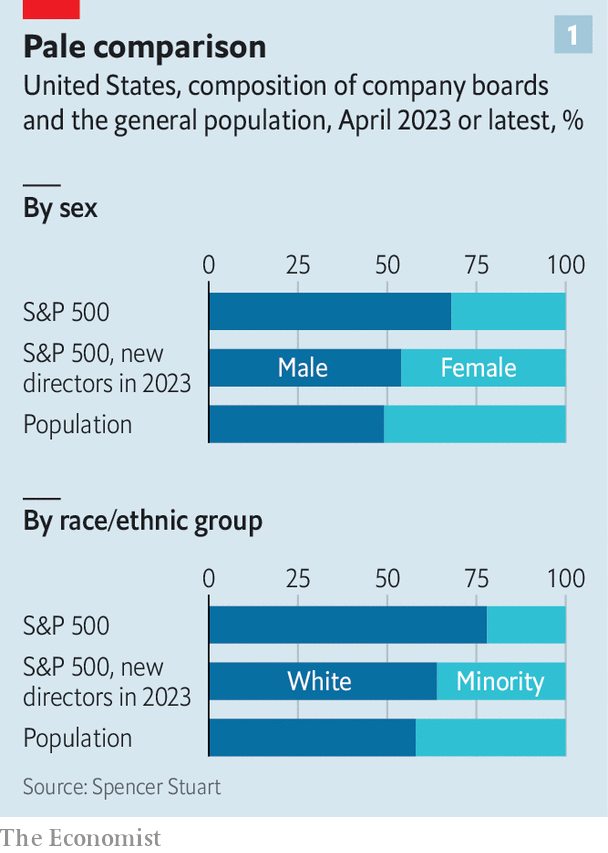 Pale comparison
1
United States, composition of company boards
and the general population, April 2023 or latest, %
By sex
0 25 50 75 100
S&P 500
S&P 500, new
directors in 2023
Male Female
Population
By race/ethnic group
0 25 50 75 100
S&P 500
S&P 500, new
directors in 2023
White Minority
Population
Source: Spencer Stuart
The Economist